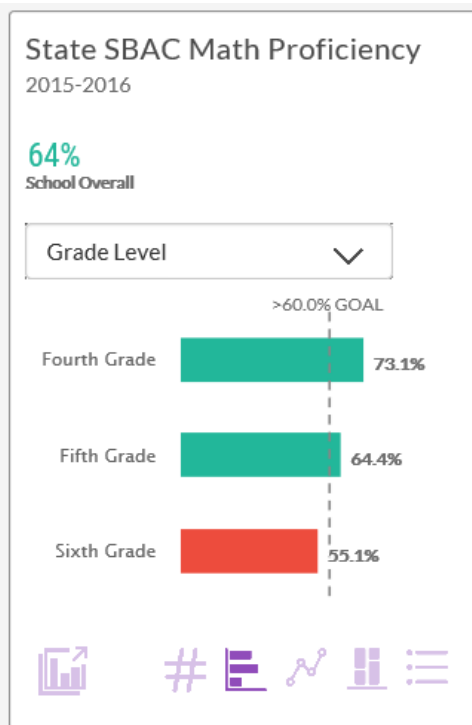 State SBAC Math Proficiency
2015-2016
64%
School Overall
Grade Level
>60.0% GOAL
Fourth Grade 73.1%
Fifth Grade 64.4%
Sixth Grade 55.1%
#